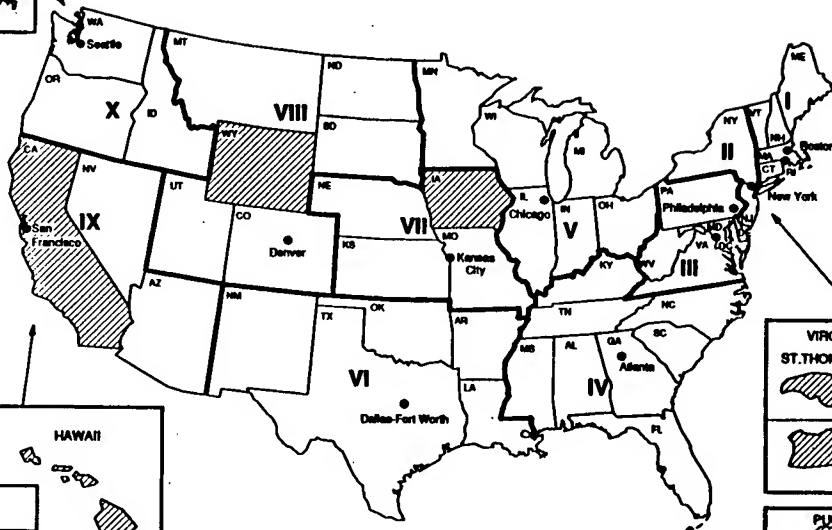 WA
Seattle
MT
ND
MN
ME
OR
X
ID
VIII
SD
WI
MI
NY
VT
NH
I
II
MA
Boston
CT
RI
CA
NV
WY
NE
IA
UT
IX
CO
VII
IL
IN
OH
PA
New York
Chicago
Philadelphia
San
Francisco
Denver
KS
MO
Kansas
City
V
WV
VA
MD
III
KY
AZ
NM
TX
OK
AR
TN
NC
SC
MS
AL
GA
Atlanta
VI
IV
LA
Dallas-Fort Worth
FL
HAWAII